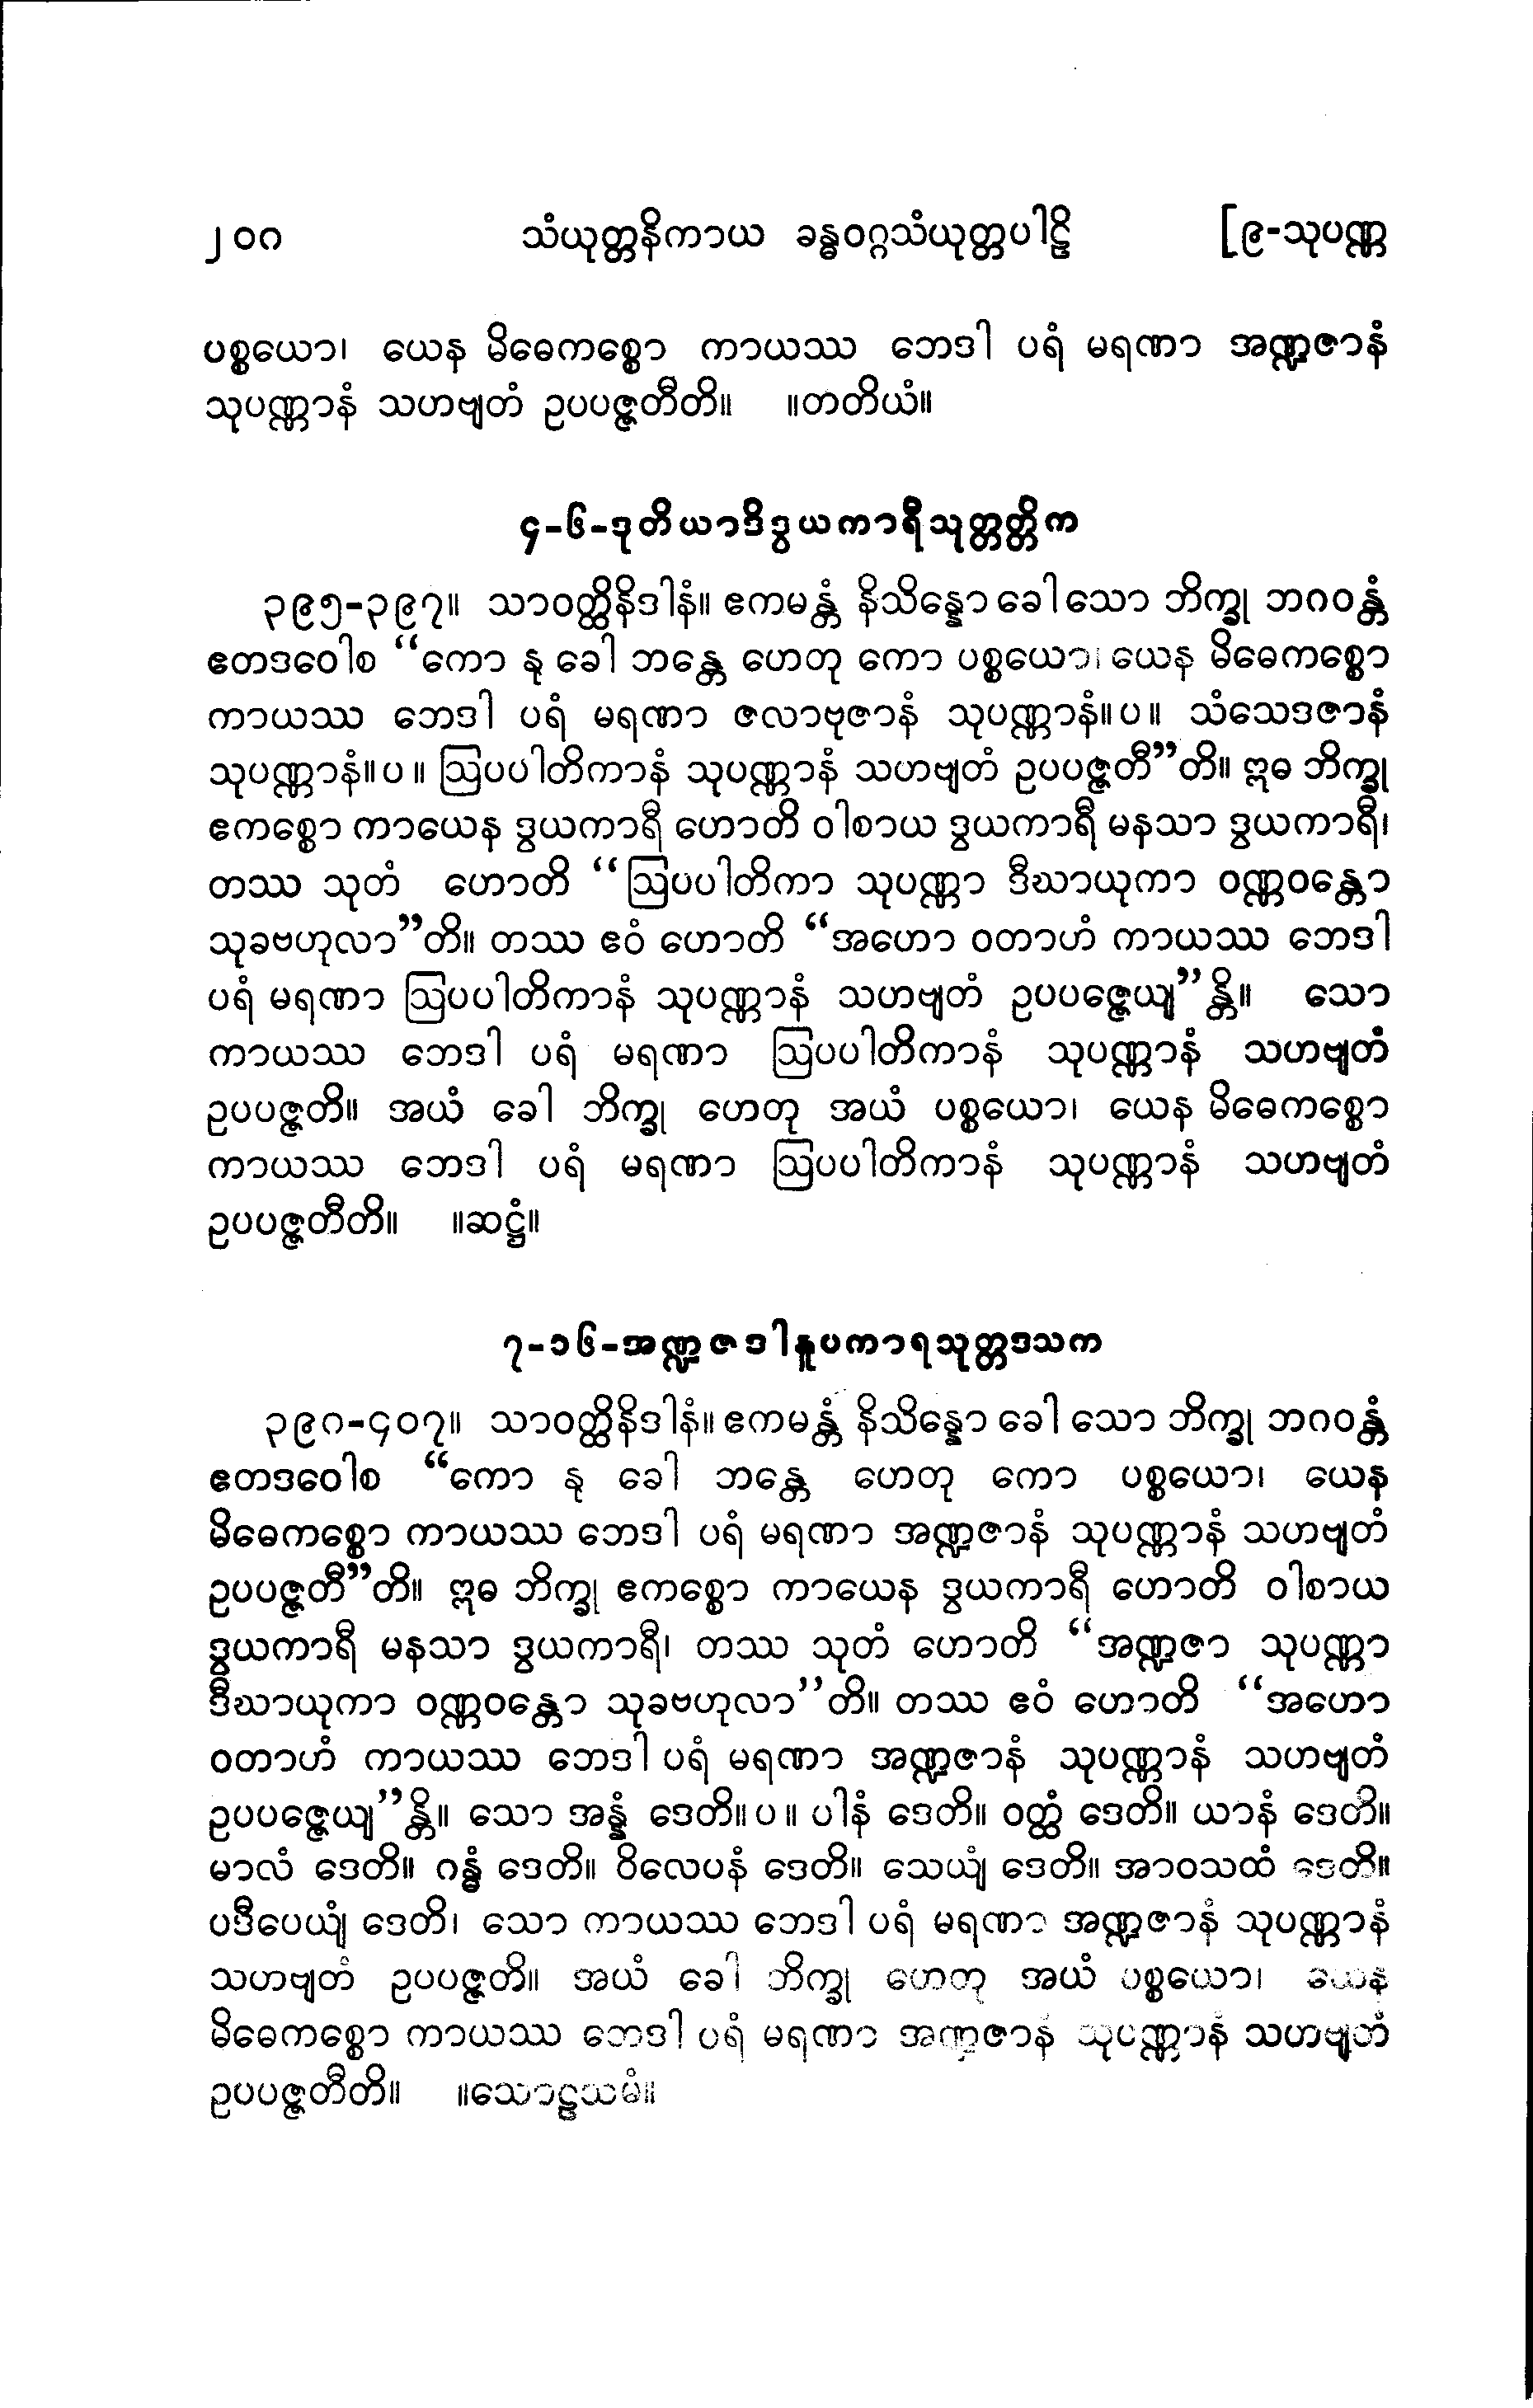 ၂၀ဂ သံယုတ္တနိကာယ ခန္ဓဝဂ္ဂသံယုတ္တပါဠိ [၉-သုပဏ္ဏ
ပစ္စယော၊ ယေန မိဓေကစ္စော ကာယဿ ဘေဒါ ပရံ မရဏာ အဏ္ဍဇာနံ
သုပဏ္ဏာနံ သဟဗျတံ ဥပပဇ္ဇတီတိ။ ။တတိယံ။
၄-၆-ဒုတိယာဒိဒွယကာရီသုတ္တတ္တိက
၃၉၅-၃၉၇။ သာဝတ္ထိနိဒါနံ။ ဧကမန္တံ နိသိန္နော ခေါ သော ဘိက္ခု ဘဂဝန္တံ
ဧတဒဝေါစ “ကော နု ခေါ ဘန္တေ ဟေတု ကော ပစ္စယော၊ ယေန မိဓေကစ္စော
ကာယဿ ဘေဒါ ပရံ မရဏာ ဇလာဗုဇာနံ သုပဏ္ဏာနံ။ပ။ သံသေဒဇာနံ
သုပဏ္ဏာနံ။ပ။ ဩပပါတိကာနံ သုပဏ္ဏာနံ သဟဗျတံ ဥပပဇ္ဇတီ”တိ။ ဣဓ ဘိက္ခု
ဧကစ္စော ကာယေန ဒွယကာရီ ဟောတိ ဝါစာယ ဒွယကာရီ မနသာ ဒွယကာရီ၊
တဿ သုတံ ဟောတိ “ဩပပါတိကာ သုပဏ္ဏာ ဒီဃာယုကာ ဝဏ္ဏဝန္တော
သုခဗဟုလာ”တိ။ တဿ ဧဝံ ဟောတိ “အဟော ဝတာဟံ ကာယဿ ဘေဒါ
ပရံ မရဏာ ဩပပါတိကာနံ သုပဏ္ဏာနံ သဟဗျတံ ဥပပဇ္ဇေယျ”န္တိ။ သော
ကာယဿ ဘေဒါ ပရံ မရဏာ ဩပပါတိကာနံ သုပဏ္ဏာနံ သဟဗျတံ
ဥပပဇ္ဇတိ။ အယံ ခေါ ဘိက္ခု ဟေတု အယံ ပစ္စယော၊ ယေန မိဓေကစ္စော
ကာယဿ ဘေဒါ ပရံ မရဏာ ဩပပါတိကာနံ သုပဏ္ဏာနံ သဟဗျတံ
ဥပပဇ္ဇတီတိ။ ။ဆဋ္ဌံ။
၇-၁၆-အဏ္ဍဇဒါနူပကာရသုတ္တဒသက
၃၉ဂ-၄၀၇။ သာဝတ္ထိနိဒါနံ။ ဧကမန္တံ နိသိန္နော ခေါ သော ဘိက္ခု ဘဂဝန္တံ
ဧတဒဝေါစ “ကော နု ခေါ ဘန္တေ ဟေတု ကော ပစ္စယော၊ ယေန
မိဓေကစ္စော ကာယဿ ဘေဒါ ပရံ မရဏာ အဏ္ဍဇာနံ သုပဏ္ဏာနံ သဟဗျတံ
ဥပပဇ္ဇတီ”တိ။ ဣဓ ဘိက္ခု ဧကစ္စော ကာယေန ဒွယကာရီ ဟောတိ ဝါစာယ
ဒွယကာရီ မနသာ ဒွယကာရီ၊ တဿ သုတံ ဟောတိ “အဏ္ဍဇာ သုပဏ္ဏာ
ဒီဃာယုကာ ဝဏ္ဏဝန္တော သုခဗဟုလာ”တိ။ တဿ ဧဝံ ဟောတိ “အဟော
ဝတာဟံ ကာယဿ ဘေဒါ ပရံ မရဏာ အဏ္ဍဇာနံ သုပဏ္ဏာနံ သဟဗျတံ
ဥပပဇ္ဇေယျ”န္တိ။ သော အန္နံ ဒေတိ။ပ။ ပါနံ ဒေတိ။ ဝတ္ထံ ဒေတိ။ ယာနံ ဒေတိ။
မာလံ ဒေတိ။ ဂန္ဓံ ဒေတိ။ ဝိလေပနံ ဒေတိ။ သေယျံ ဒေတိ။ အာဝသထံ ဒေတိ။
ပဒီပေယျံ ဒေတိ၊ သော ကာယဿ ဘေဒါ ပရံ မရဏာ အဏ္ဍဇာနံ သုပဏ္ဏာနံ
သဟဗျတံ ဥပပဇ္ဇတိ။ အယံ ခေါ ဘိက္ခု ဟေတု အယံ ပစ္စယော၊ ယေန
မိဓေကစ္စော ကာယဿ ဘေဒါ ပရံ မရဏာ အဏ္ဍဇာနံ သုပဏ္ဏာနံ သဟဗျတံ
ဥပပဇ္ဇတီတိ။ ။သောဠသမံ။